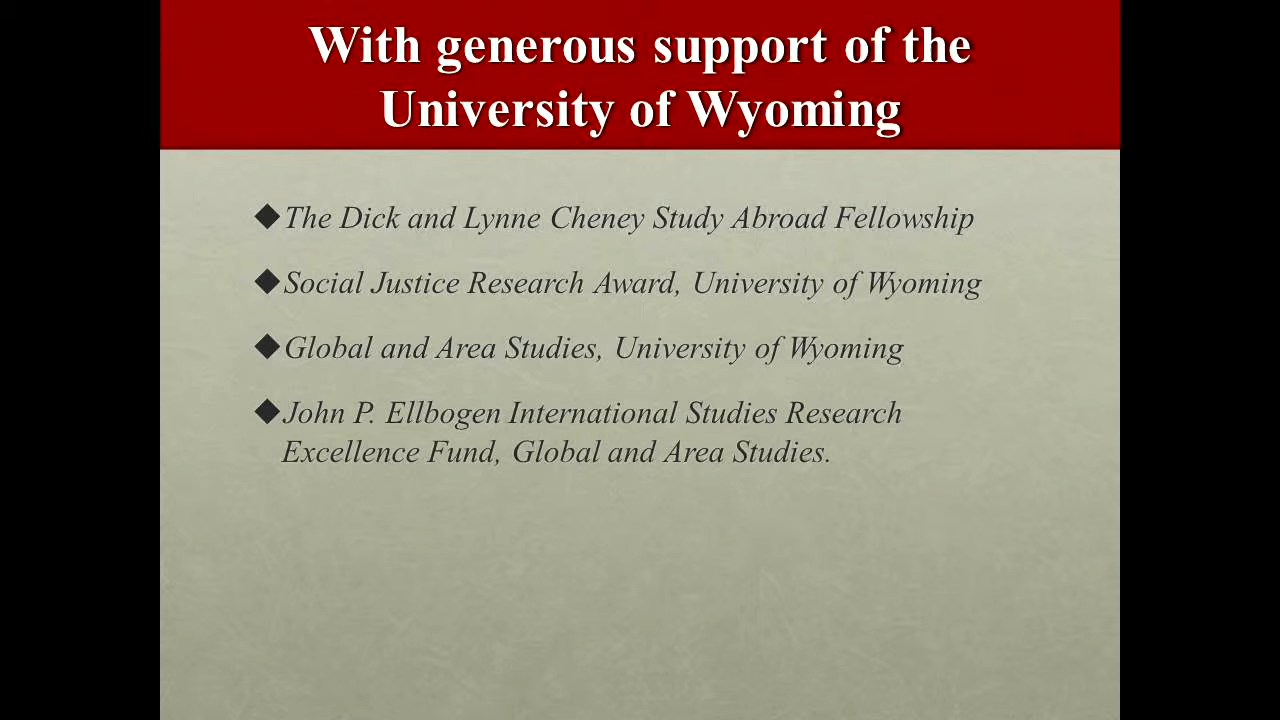 With generous support of the
University of Wyoming
◆The Dick and Lynne Cheney Study Abroad Fellowship
◆Social Justice Research Award, University of Wyoming
◆Global and Area Studies, University of Wyoming
◆John P. Ellbogen International Studies Research
Excellence Fund, Global and Area Studies.